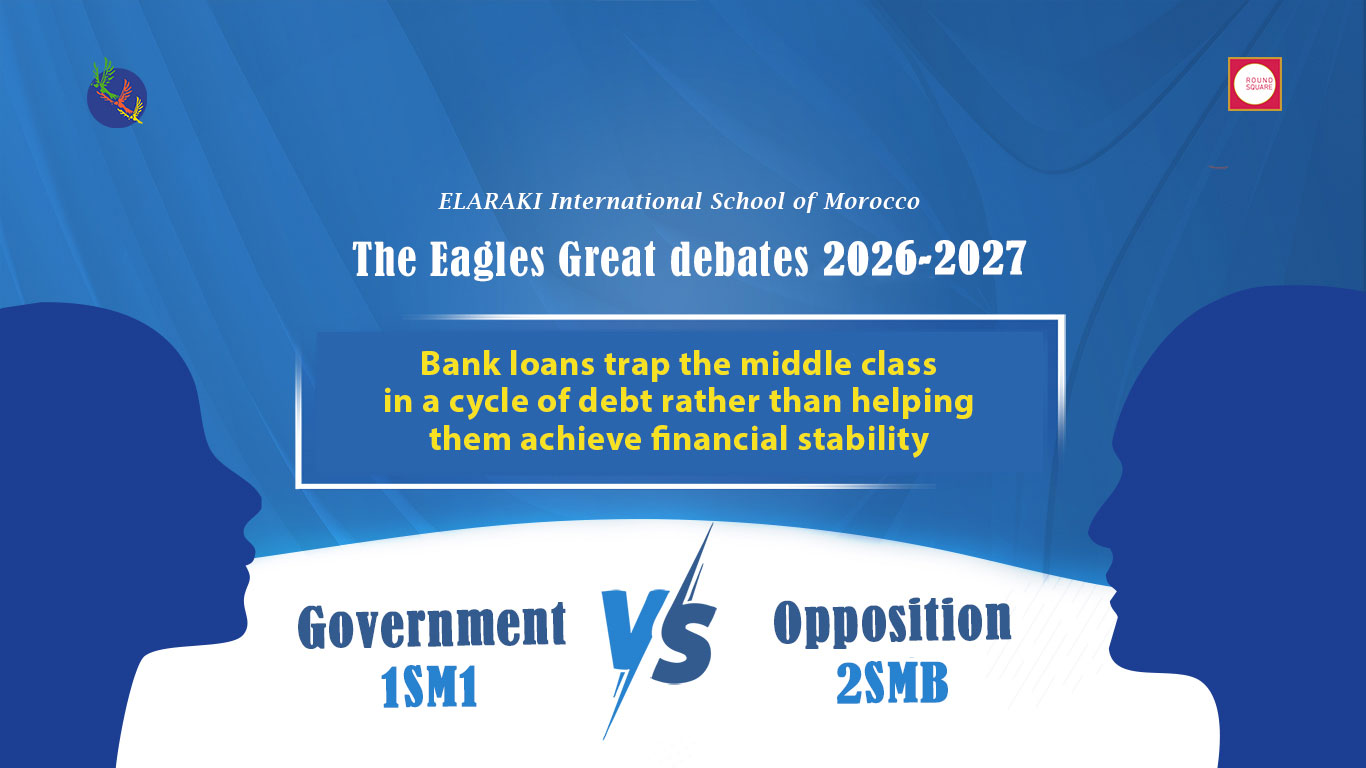 ROUND
SQUARE
ELARAKI International School of Morocco
The Eagles Great debates 2026-2027
Bank loans trap the middle class
in a cycle of debt rather than helping
them achieve financial stability
Government
VS
Opposition
1SM1
2SMB